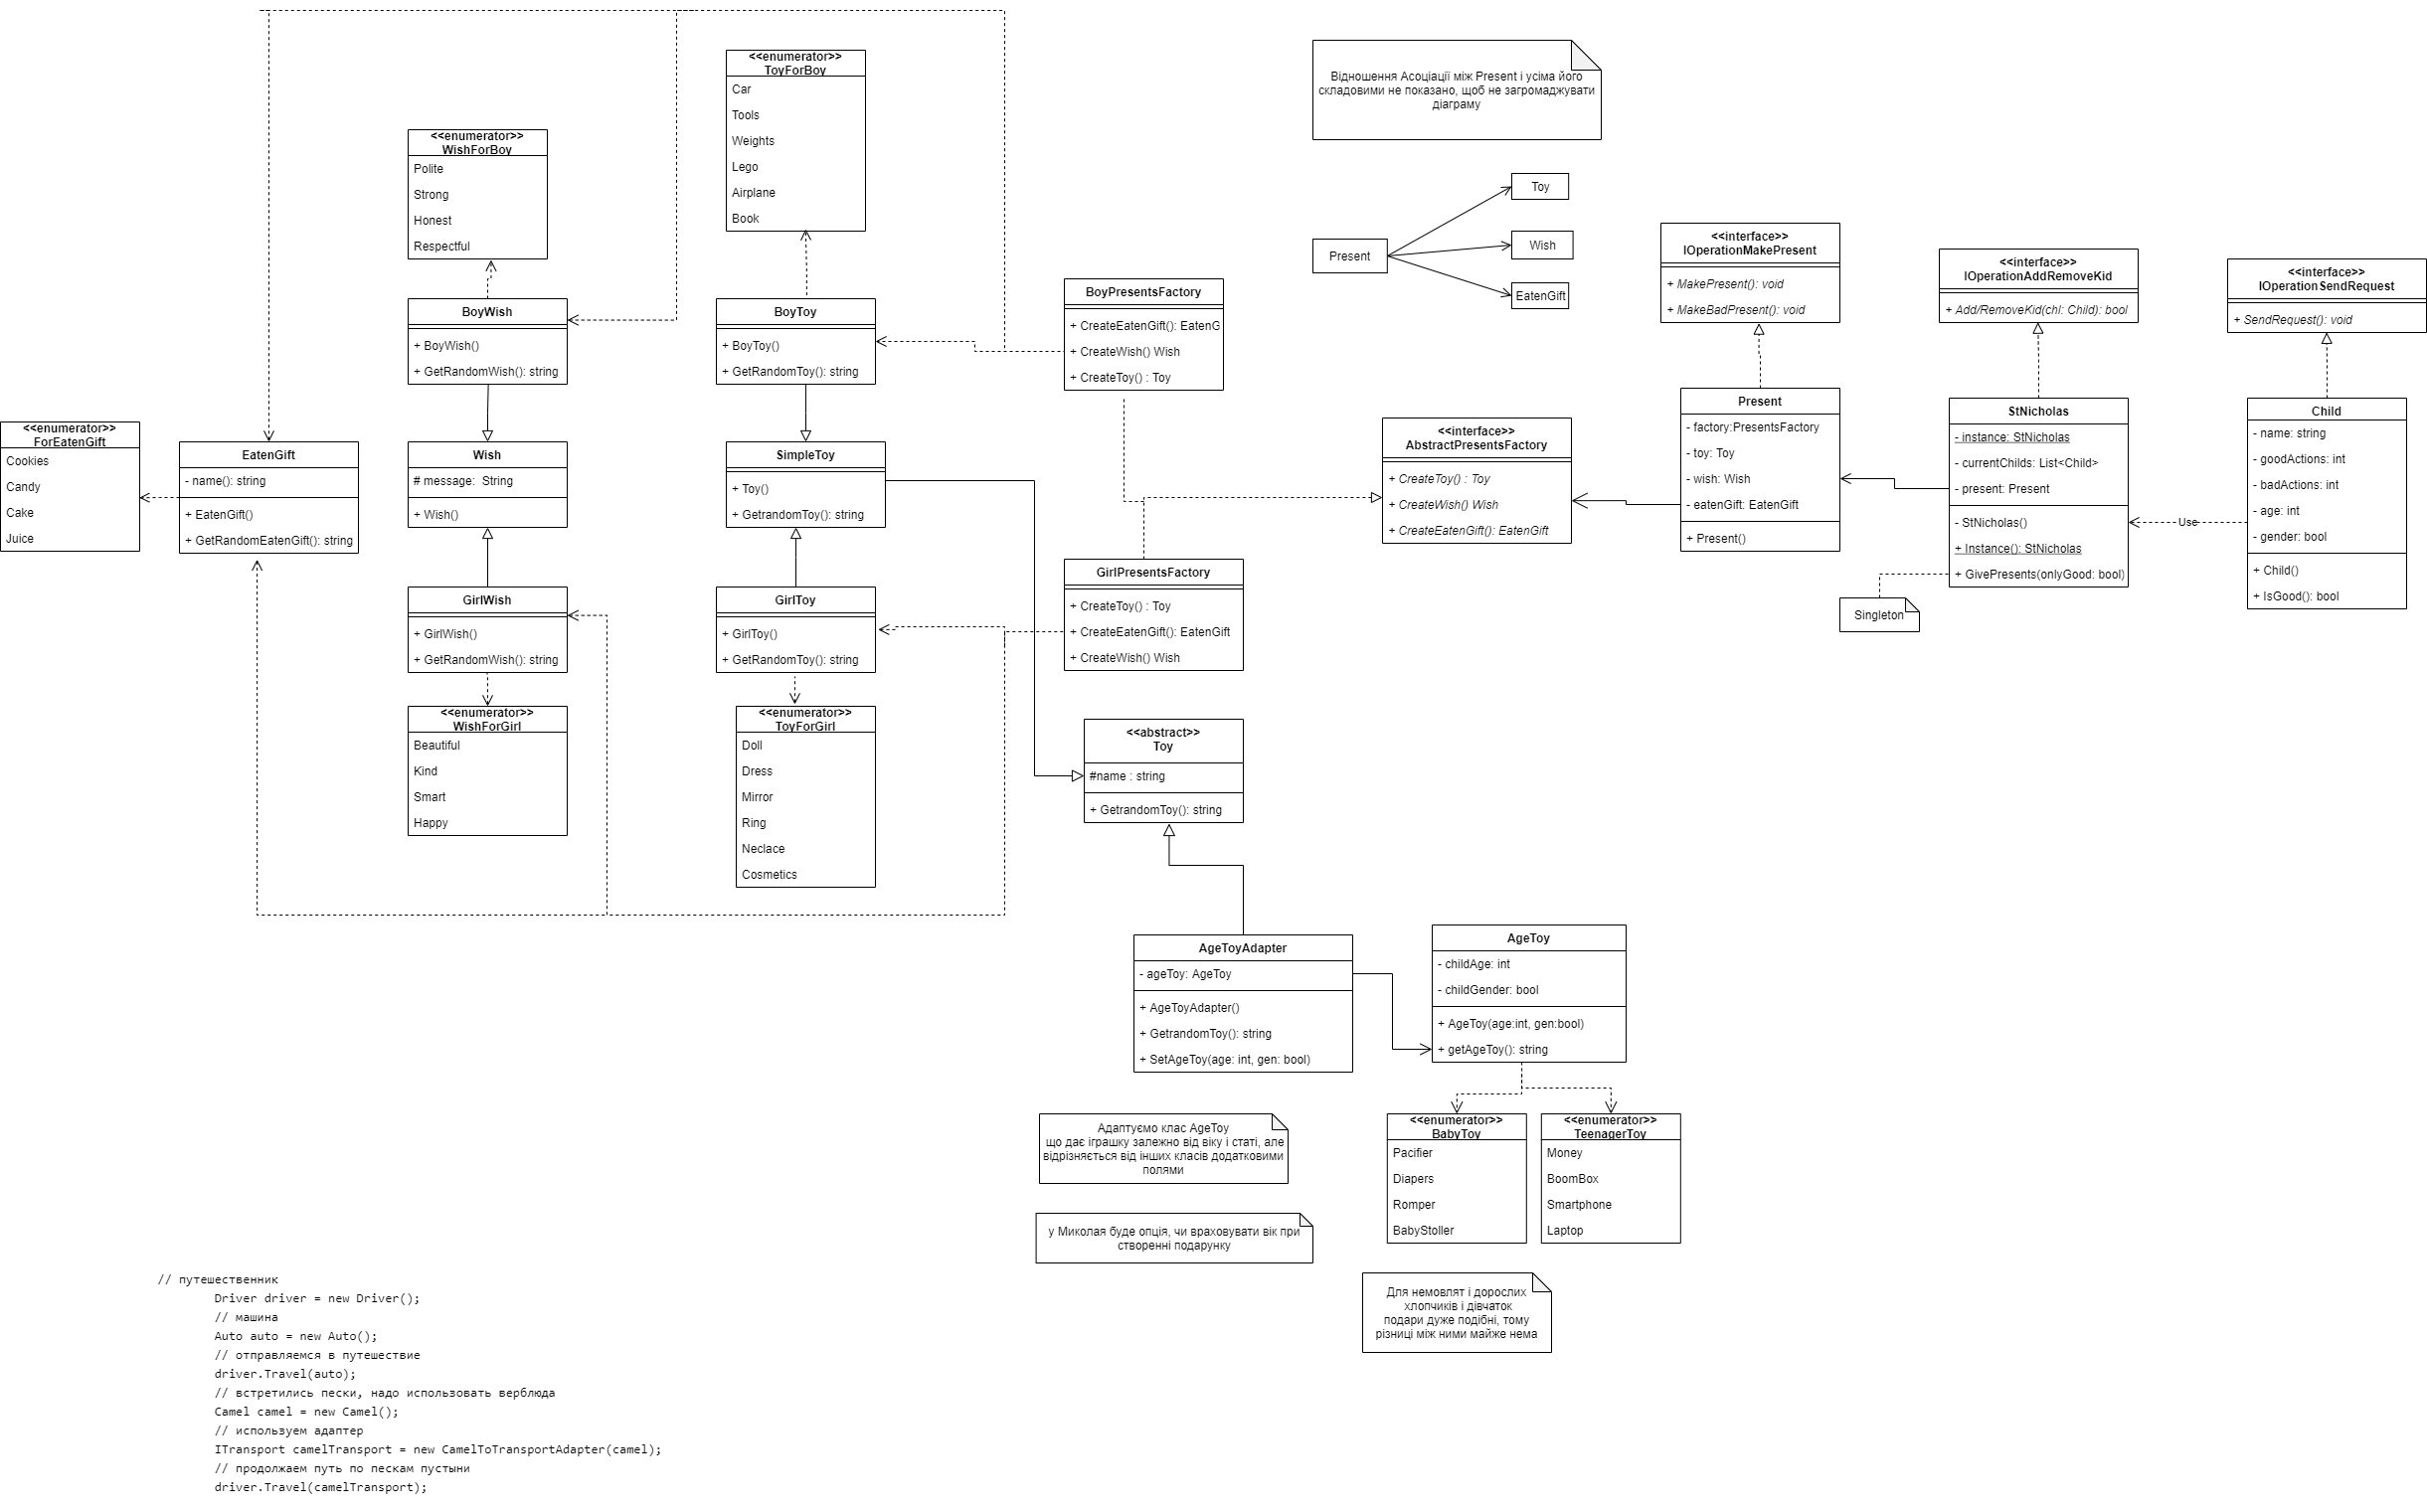 <<enumerator>>
ToyForBoy
Car
Tools
Weights
Lego
Airplane
Book
<<enumerator>>
WishForBoy
Polite
Strong
Honest
Respectful
BoyWish
+ BoyWish()
+ GetRandomWish(): string
BoyToy
+ BoyToy()
+ GetRandomToy(): string
<<enumerator>>
ForEatenGift
Cookies
Candy
Cake
Juice
EatenGift
- name(): string
+ EatenGift()
+ GetRandomEatenGift(): string
Wish
# message:  String
+ Wish()
SimpleToy
+ Toy()
+ GetrandomToy(): string
GirlWish
+ GirlWish()
+ GetRandomWish(): string
GirlToy
+ GirlToy()
+ GetRandomToy(): string
<<enumerator>>
WishForGirl
Beautiful
Kind
Smart
Happy
<<enumerator>>
ToyForGirl
Doll
Dress
Mirror
Ring
Neclace
Cosmetics
Відношення Асоціації між Present і усіма його
складовими не показано, щоб не загромаджувати
діаграму
Present
Toy
Wish
EatenGift
BoyPresentsFactory
+ CreateEatenGift(): EatenG
+ CreateWish() Wish
+ CreateToy() : Toy
<<interface>>
AbstractPresentsFactory
+ CreateToy() : Toy
+ CreateWish() Wish
+ CreateEatenGift(): EatenGift
GirlPresentsFactory
+ CreateToy() : Toy
+ CreateEatenGift(): EatenGift
+ CreateWish() Wish
<<interface>>
IOperationMakePresent
+ MakePresent(): void
+ MakeBadPresent(): void
Present
- factory:PresentsFactory
- toy: Toy
- wish: Wish
- eatenGift: EatenGift
+ Present()
<<interface>>
IOperationAddRemoveKid
+ Add/RemoveKid(chl: Child): bool
StNicholas
- instance: StNicholas
- currentChilds: List<Child>
- present: Present
- StNicholas()
+ Instance(): StNicholas
+ GivePresents(onlyGood: bool)
Singleton
Use
<<interface>>
IOperationSendRequest
+ SendRequest(): void
Child
- name: string
- goodActions: int
- badActions: int
- age: int
- gender: bool
+ Child()
+ IsGood(): bool
<<abstract>>
Toy
#name : string
+ GetrandomToy(): string
AgeToyAdapter
- ageToy: AgeToy
+ AgeToyAdapter()
+ GetrandomToy(): string
+ SetAgeToy(age: int, gen: bool)
AgeToy
- childAge: int
- childGender: bool
+ AgeToy(age:int, gen:bool)
+ getAgeToy(): string
Адаптуємо клас AgeToy
що дає іграшку залежно від віку і статі, але
відрізняється від інших класів додатковими
полями
<<enumerator>>
BabyToy
Pacifier
Diapers
Romper
BabyStoller
<<enumerator>>
TeenagerToy
Money
BoomBox
Smartphone
Laptop
у Миколая буде опція, чи враховувати вік при
створенні подарунку
Для немовлят і дорослих
хлопчиків і дівчаток
подари дуже подібні, тому
різниці між ними майже нема
// путешественник
Driver driver = new Driver();
// машина
Auto auto = new Auto();
// отправляемся в путешествие
driver.Travel(auto);
// встретились пески, надо использовать верблюда
Camel camel = new Camel();
// используем адаптер
ITransport camelTransport = new CamelToTransportAdapter(camel);
// продолжаем путь по пескам пустыни
driver.Travel(camelTransport);